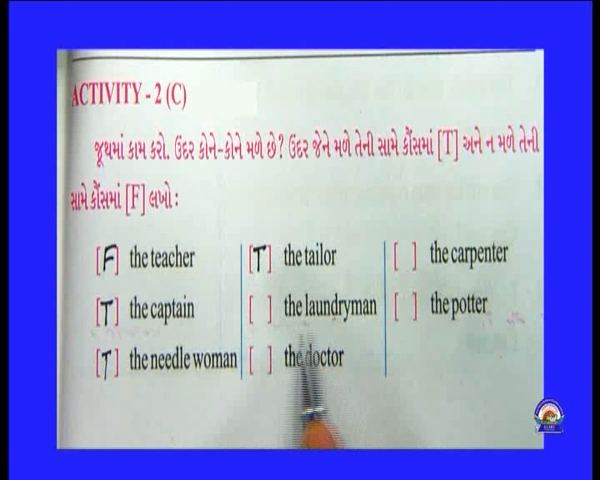 ACTIVITY - 2 (C)
જૂથમાં કામ કરો. ઉંદર કોને-કોને મળે છે? ઉંદર જેને મળે તેની સામે કૌંસમાં [T] અને ન મળે તેની
સામે કૌંસમાં [F] લખો :
[F] the teacher [T] the tailor [ ] the carpenter
[T] the captain [ ] the laundryman [ ] the potter
[T] the needle woman [ ] the doctor